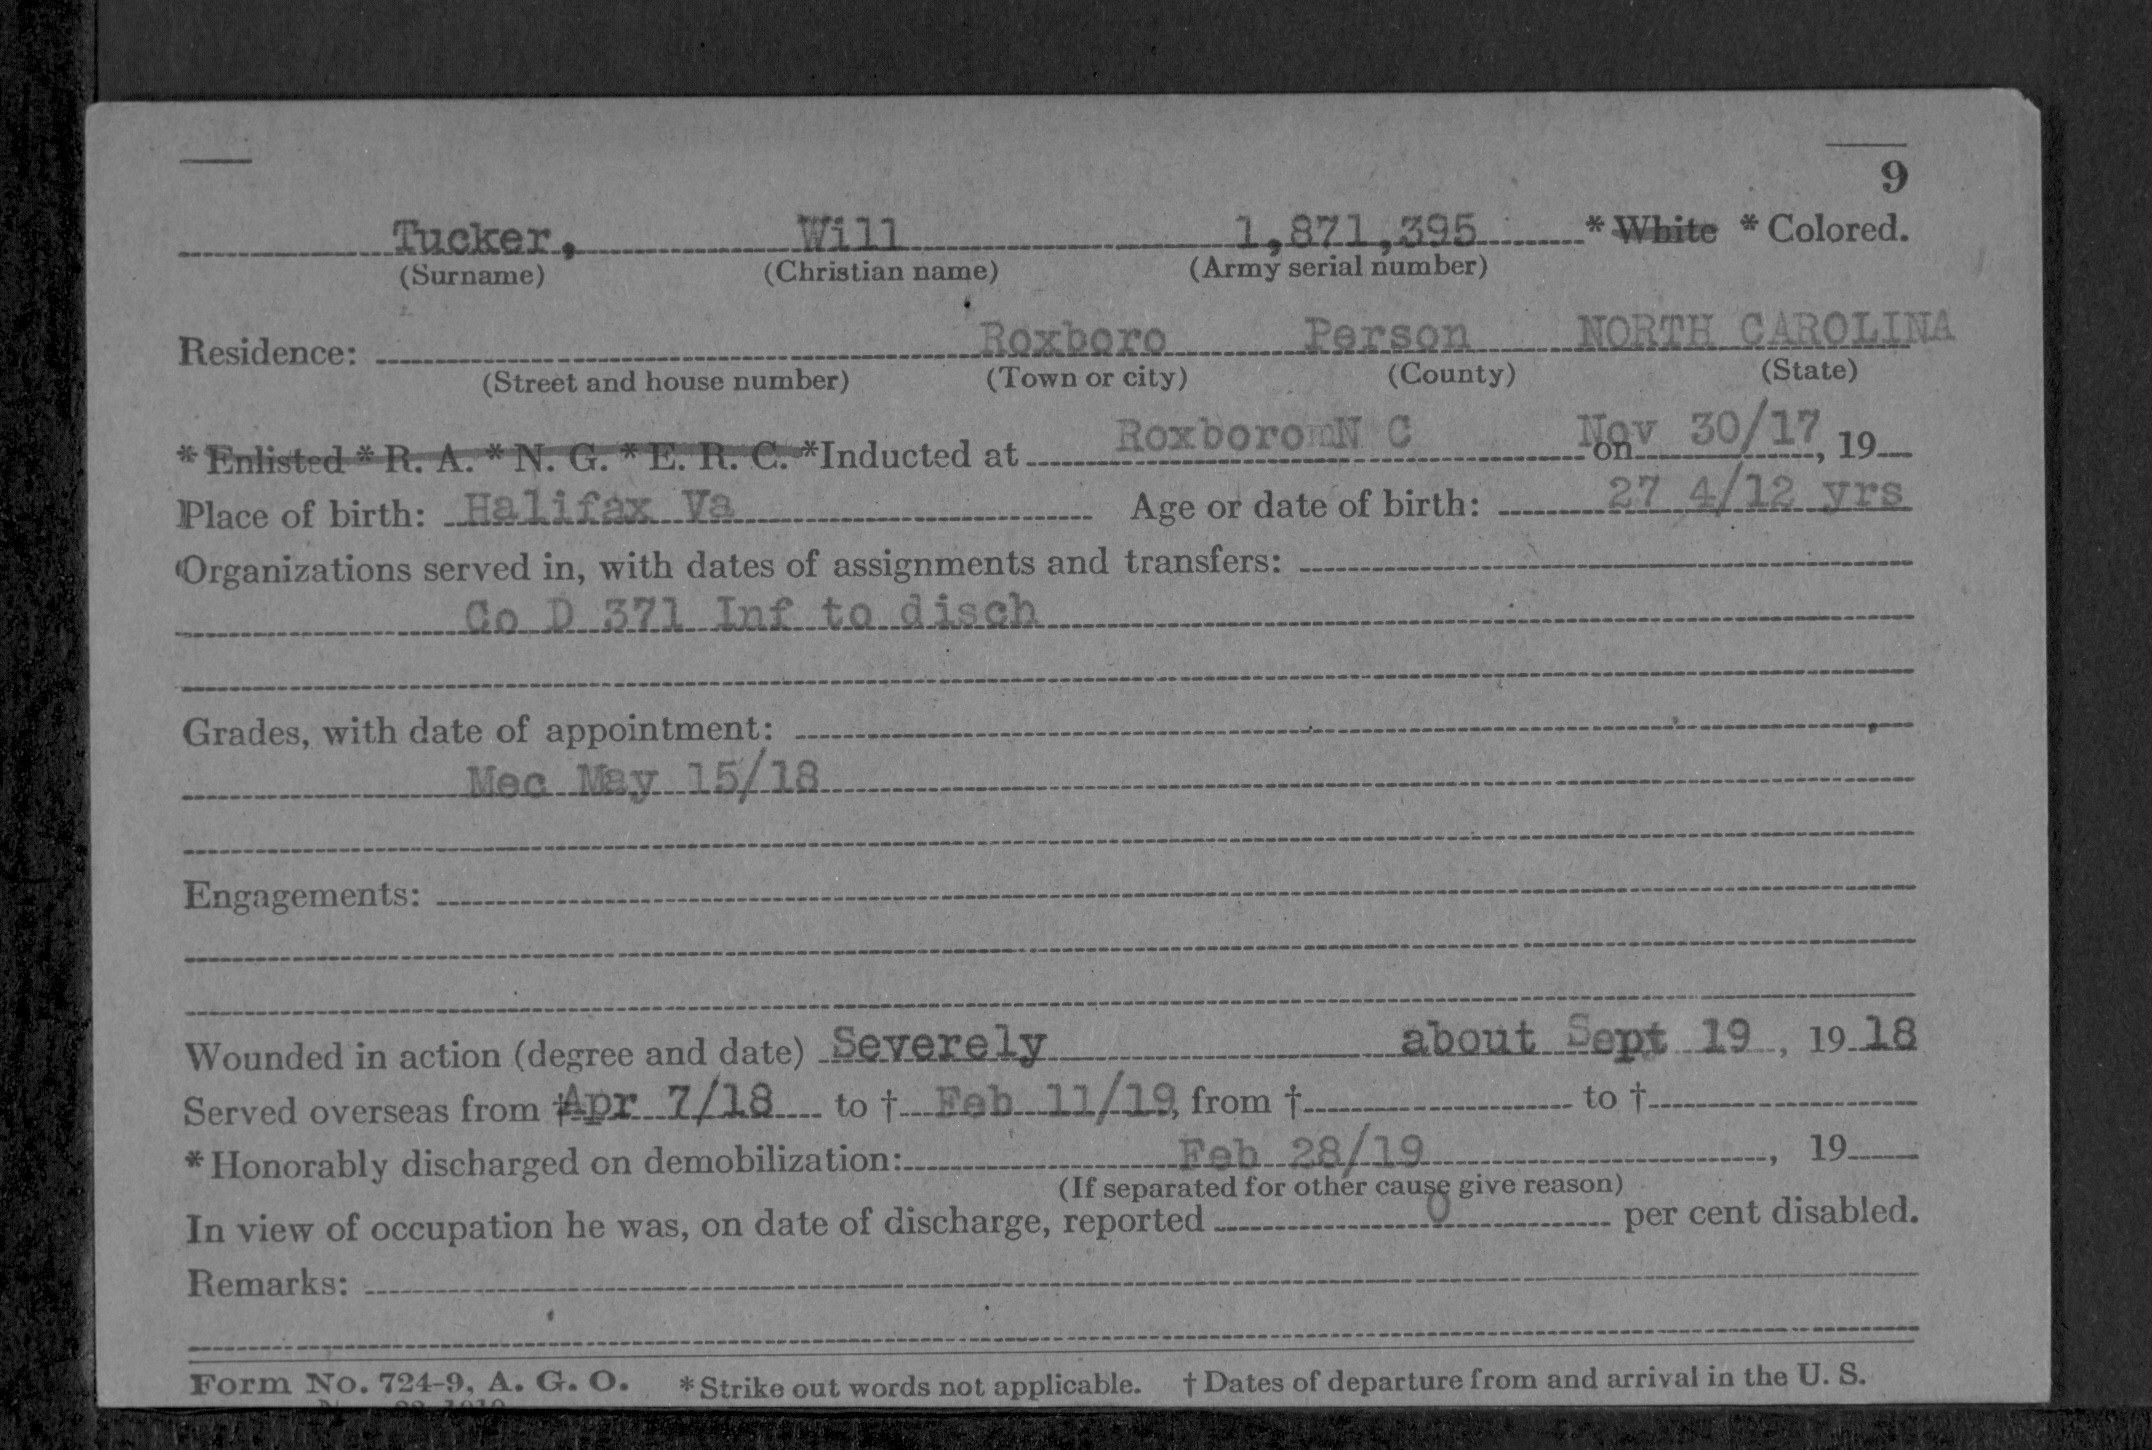 9
Tucker, Will 1,871,395 * White * Colored.
(Surname) (Christian name) (Army serial number)
Residence: Roxboro Person NORTH CAROLINA
(Street and house number) (Town or city) (County) (State)
* Enlisted * R. A. * N. G. * E. R. C. *Inducted at Roxboro N C on Nov 30/17, 19
Place of birth: Halifax Va Age or date of birth: 27 4/12 yrs
Organizations served in, with dates of assignments and transfers:
Co D 371 Inf to disch
Grades, with date of appointment:
Mec May 15/18
Engagements:
Wounded in action (degree and date) Severely about Sept 19, 1918
Served overseas from †Apr 7/18 to † Feb 11/19, from † to †
* Honorably discharged on demobilization: Feb 28/19, 19
(If separated for other cause give reason)
In view of occupation he was, on date of discharge, reported 0 per cent disabled.
Remarks:
Form No. 724-9, A. G. O. * Strike out words not applicable. † Dates of departure from and arrival in the U. S.